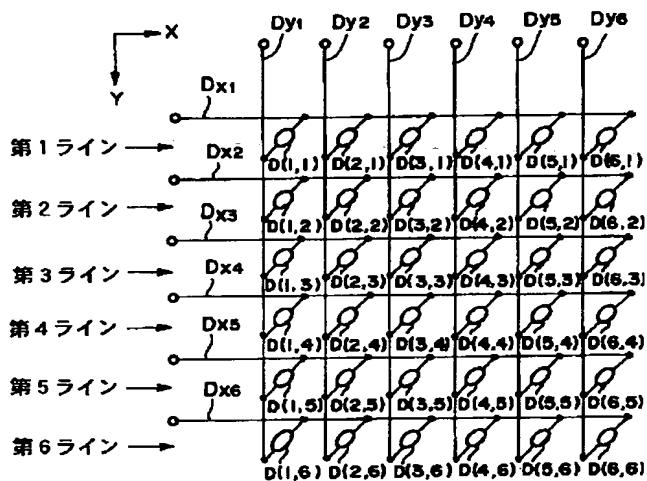 Dy1 Dy2 Dy3 Dy4 Dy5 Dy6
X
Y
Dx1
第1ライン
D(1,1) D(2,1) D(3,1) D(4,1) D(5,1) D(6,1)
Dx2
第2ライン
D(1,2) D(2,2) D(3,2) D(4,2) D(5,2) D(6,2)
Dx3
第3ライン
D(1,3) D(2,3) D(3,3) D(4,3) D(5,3) D(6,3)
Dx4
第4ライン
D(1,4) D(2,4) D(3,4) D(4,4) D(5,4) D(6,4)
Dx5
第5ライン
D(1,5) D(2,5) D(3,5) D(4,5) D(5,5) D(6,5)
Dx6
第6ライン
D(1,6) D(2,6) D(3,6) D(4,6) D(5,6) D(6,6)